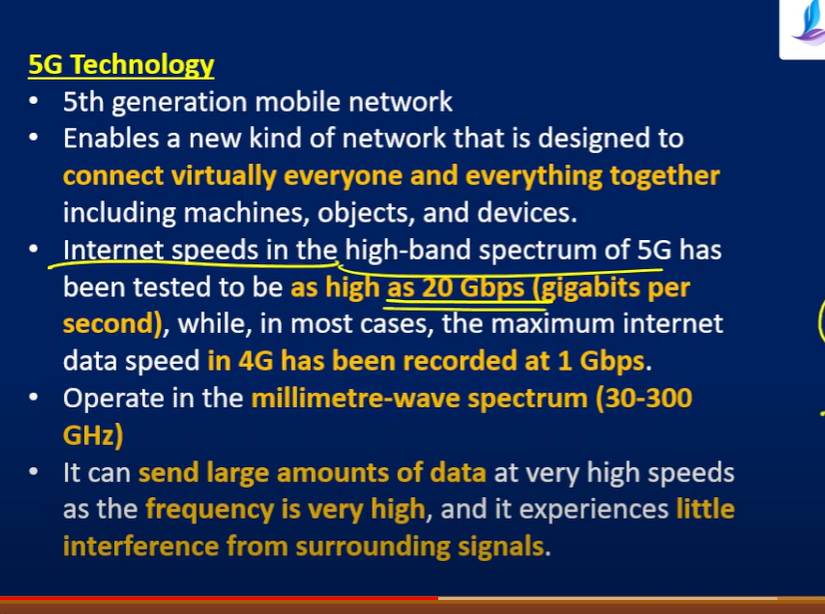 5G Technology
• 5th generation mobile network
• Enables a new kind of network that is designed to
connect virtually everyone and everything together
including machines, objects, and devices.
• Internet speeds in the high-band spectrum of 5G has
been tested to be as high as 20 Gbps (gigabits per
second), while, in most cases, the maximum internet
data speed in 4G has been recorded at 1 Gbps.
• Operate in the millimetre-wave spectrum (30-300
GHz)
• It can send large amounts of data at very high speeds
as the frequency is very high, and it experiences little
interference from surrounding signals.